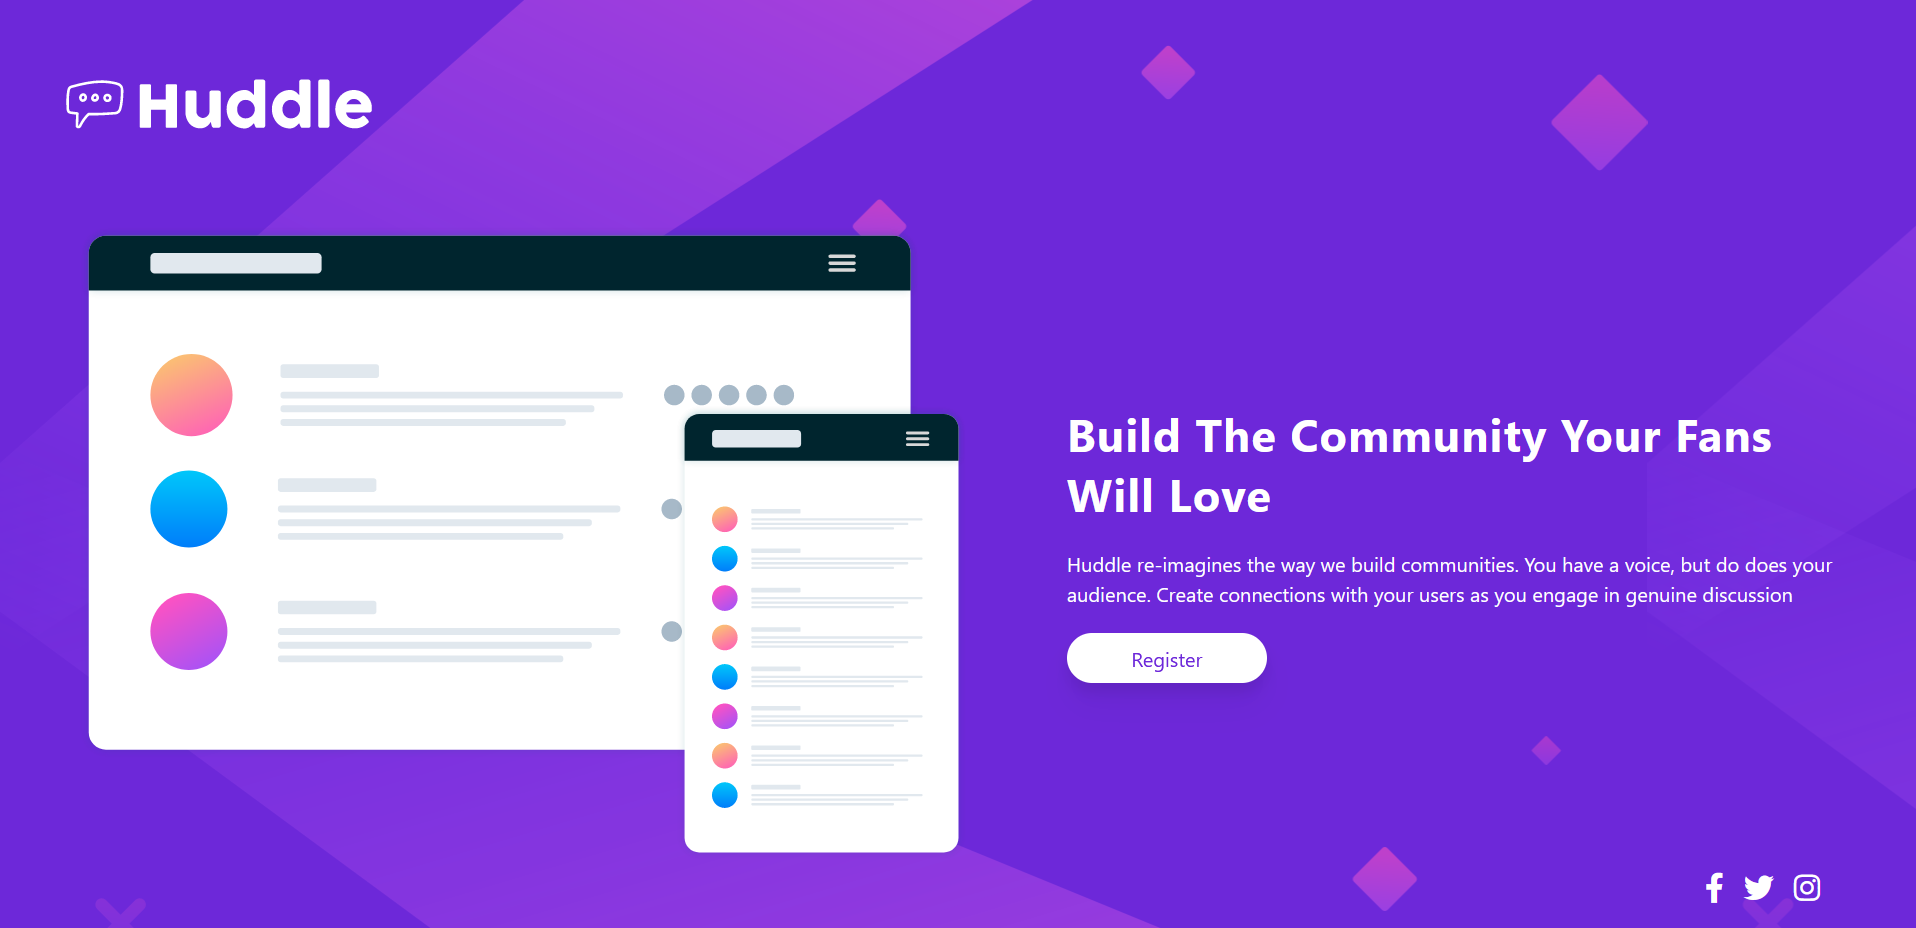 Huddle
Build The Community Your Fans
Will Love
Huddle re-imagines the way we build communities. You have a voice, but do does your
audience. Create connections with your users as you engage in genuine discussion
Register